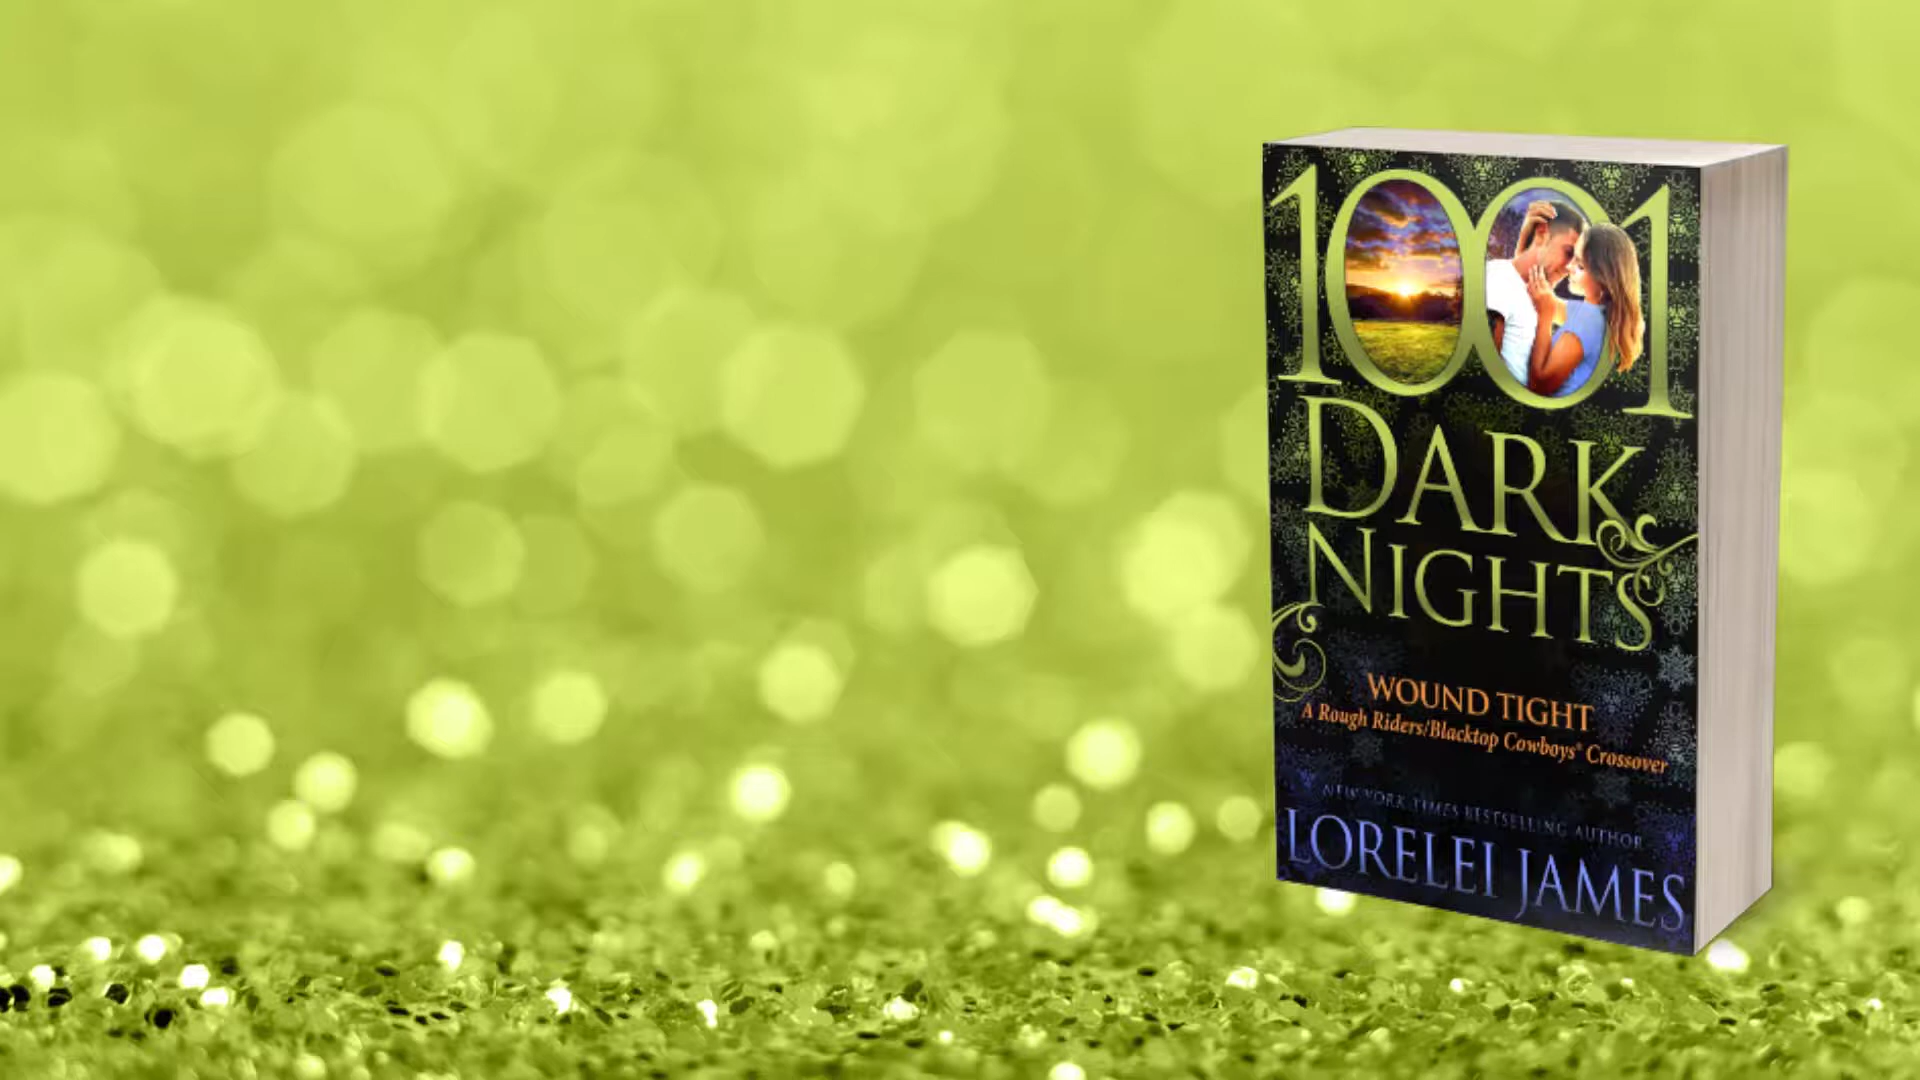 1001
DARK
NIGHTS
WOUND TIGHT
A Rough Riders/Blacktop Cowboys® Crossover
NEW YORK TIMES BESTSELLING AUTHOR
LORELEI JAMES